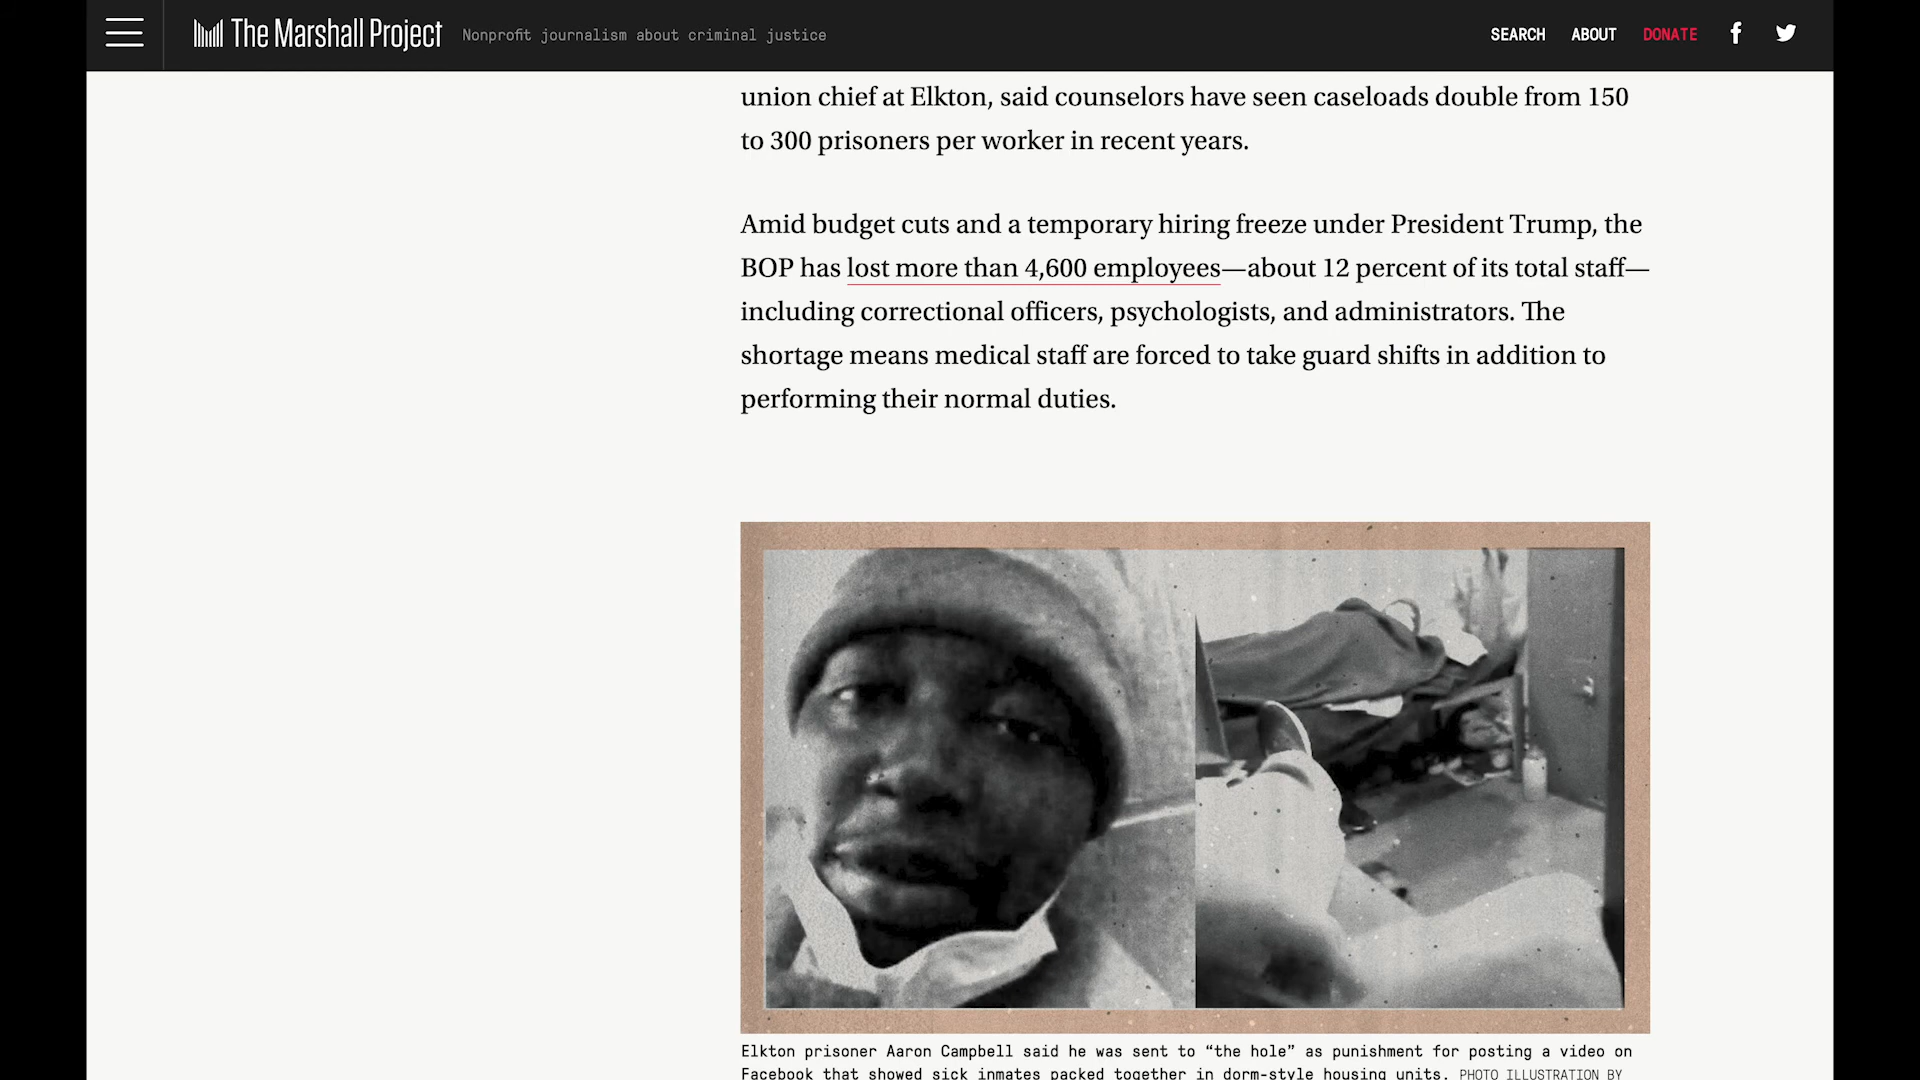 The Marshall Project Nonprofit journalism about criminal justice SEARCH ABOUT DONATE
union chief at Elkton, said counselors have seen caseloads double from 150
to 300 prisoners per worker in recent years.
Amid budget cuts and a temporary hiring freeze under President Trump, the
BOP has lost more than 4,600 employees—about 12 percent of its total staff—
including correctional officers, psychologists, and administrators. The
shortage means medical staff are forced to take guard shifts in addition to
performing their normal duties.
Elkton prisoner Aaron Campbell said he was sent to “the hole” as punishment for posting a video on
Facebook that showed sick inmates packed together in dorm-style housing units. PHOTO ILLUSTRATION BY